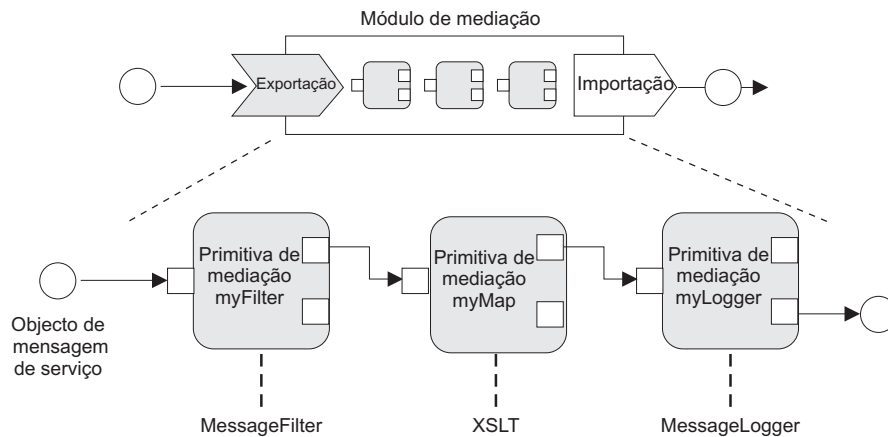 Módulo de mediação
Exportação
Importação
Primitiva de
mediação
myFilter
Primitiva de
mediação
myMap
Primitiva de
mediação
myLogger
Objecto de
mensagem
de serviço
MessageFilter
XSLT
MessageLogger